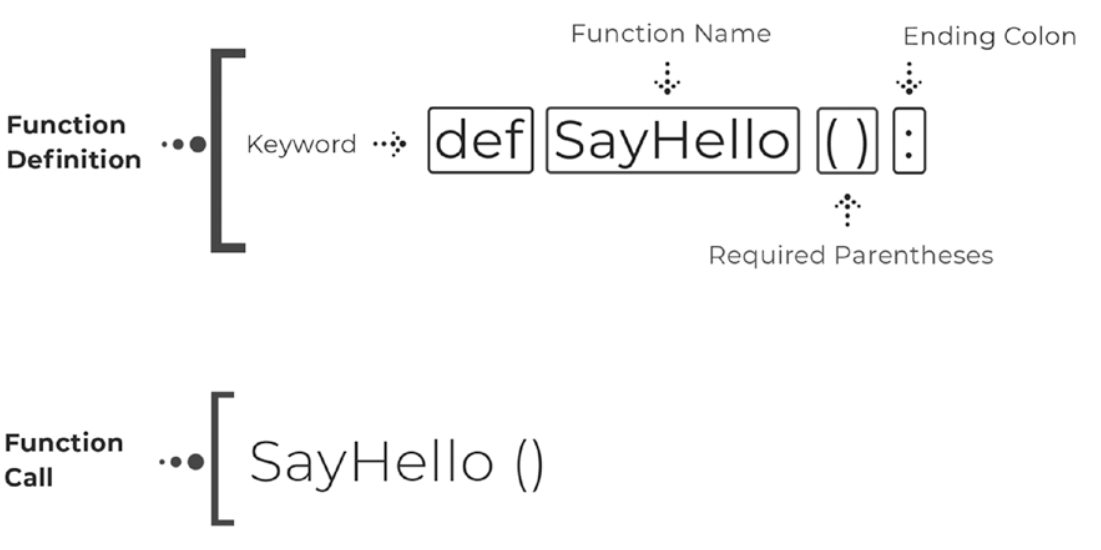 Function Name
Ending Colon
Function
Definition
Keyword
def SayHello () :
Required Parentheses
Function
Call
SayHello ()